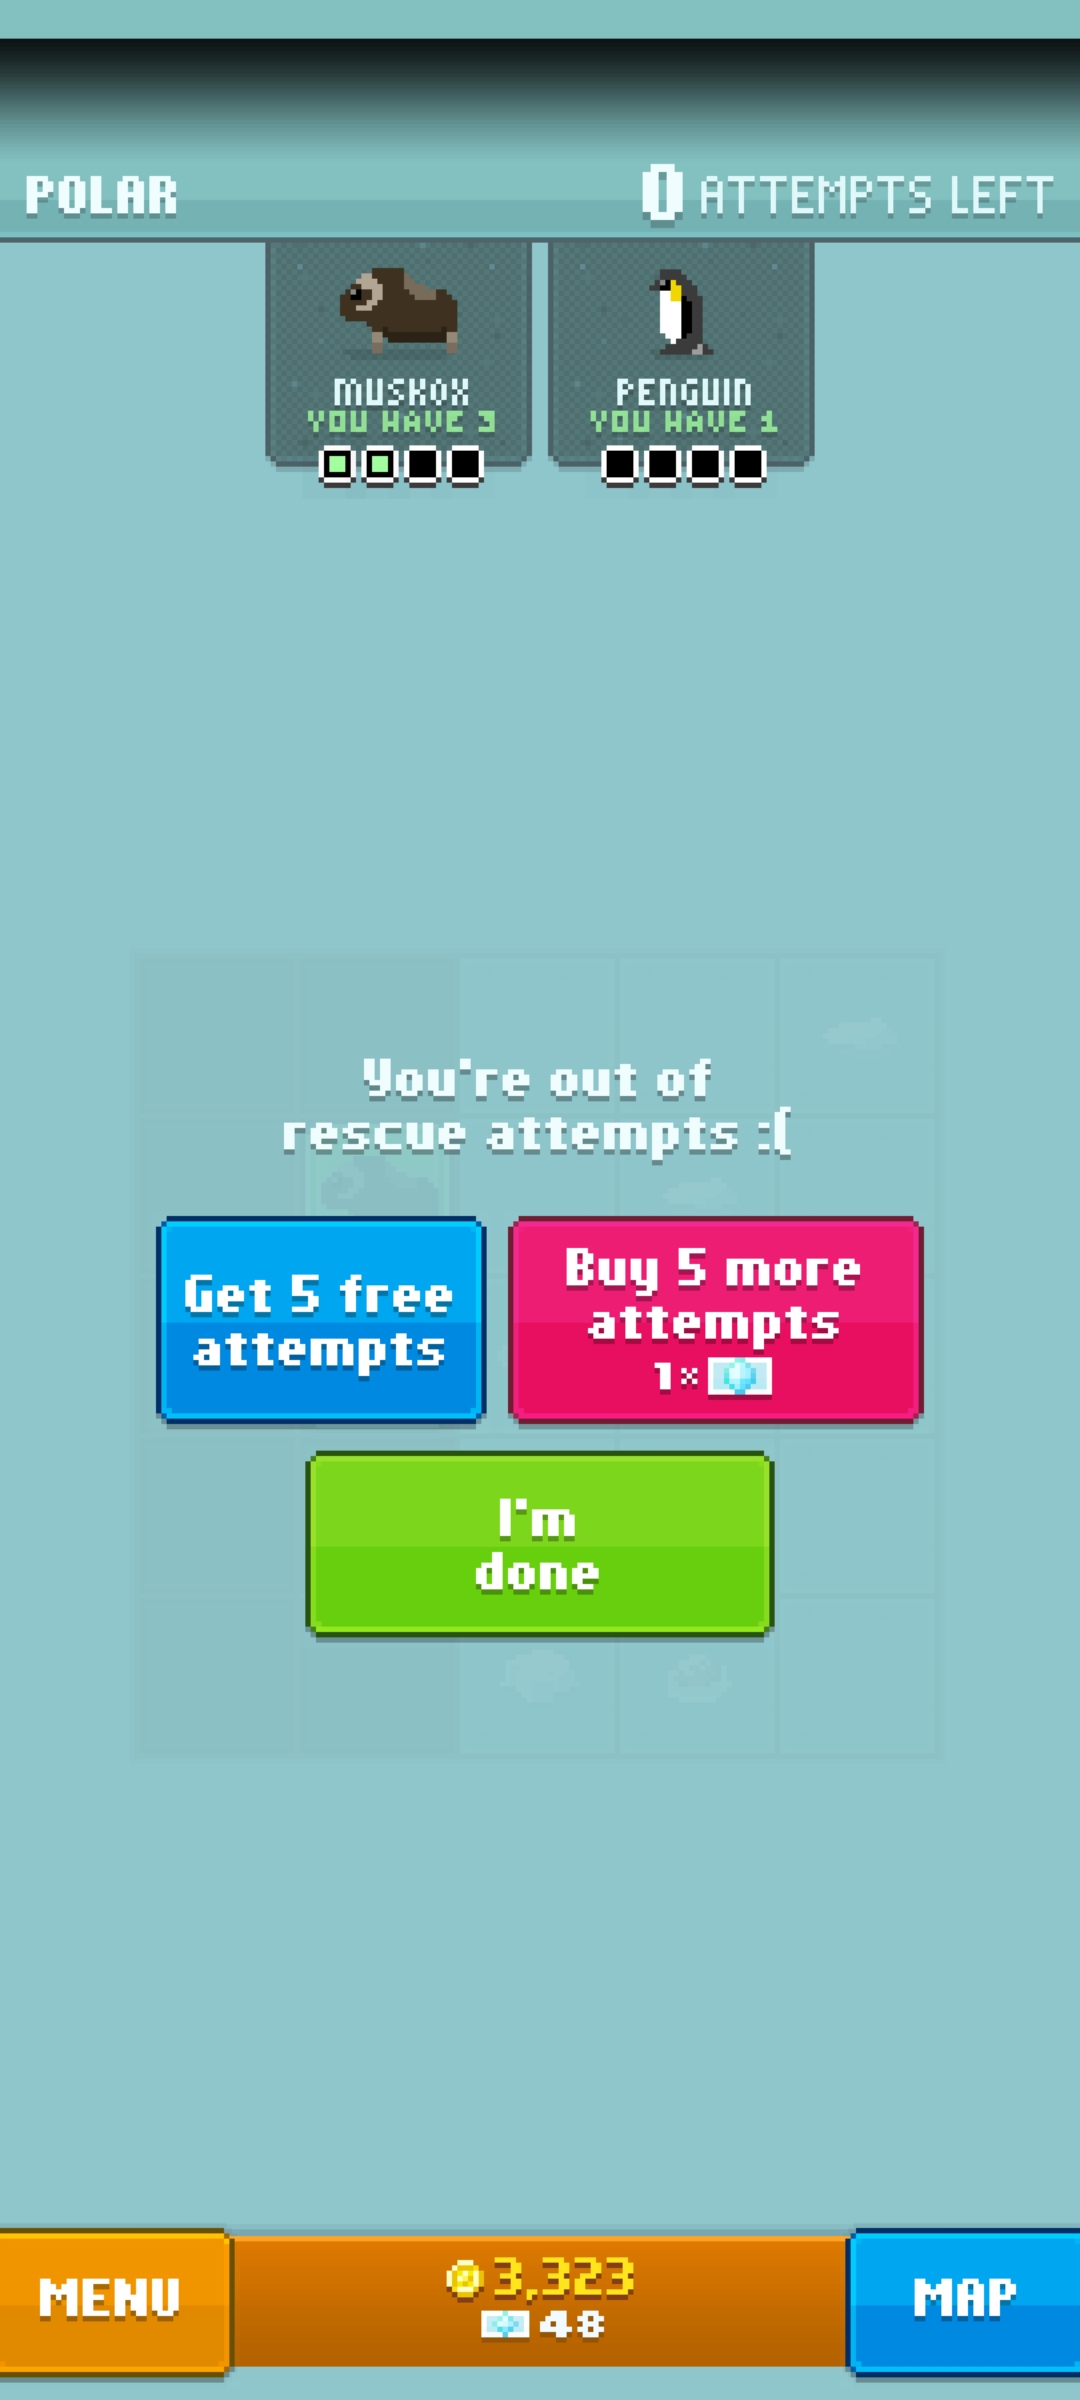 POLAR
0 ATTEMPTS LEFT
MUSKOX
YOU HAVE 3
PENGUIN
YOU HAVE 1
You're out of
rescue attempts :(
Get 5 free
attempts
Buy 5 more
attempts
1×
I'm
done
MENU
3,323
48
MAP